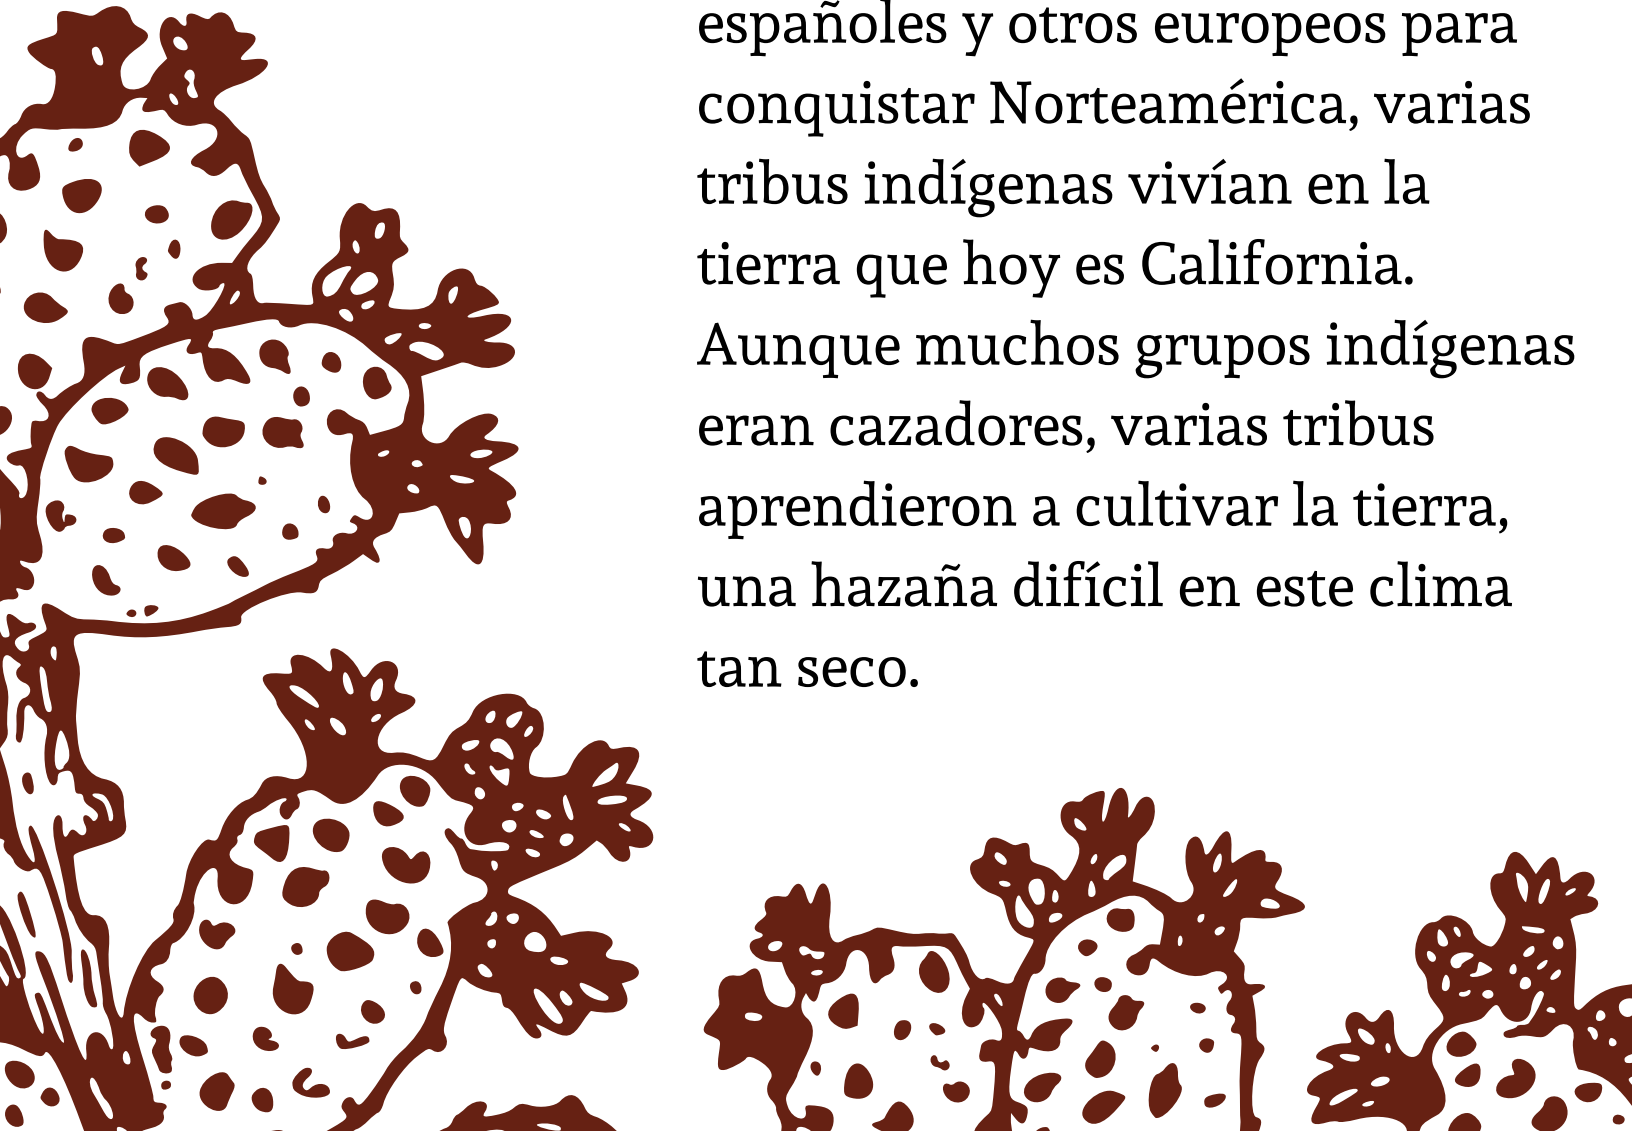 españoles y otros europeos para
conquistar Norteamérica, varias
tribus indígenas vivían en la
tierra que hoy es California.
Aunque muchos grupos indígenas
eran cazadores, varias tribus
aprendieron a cultivar la tierra,
una hazaña difícil en este clima
tan seco.